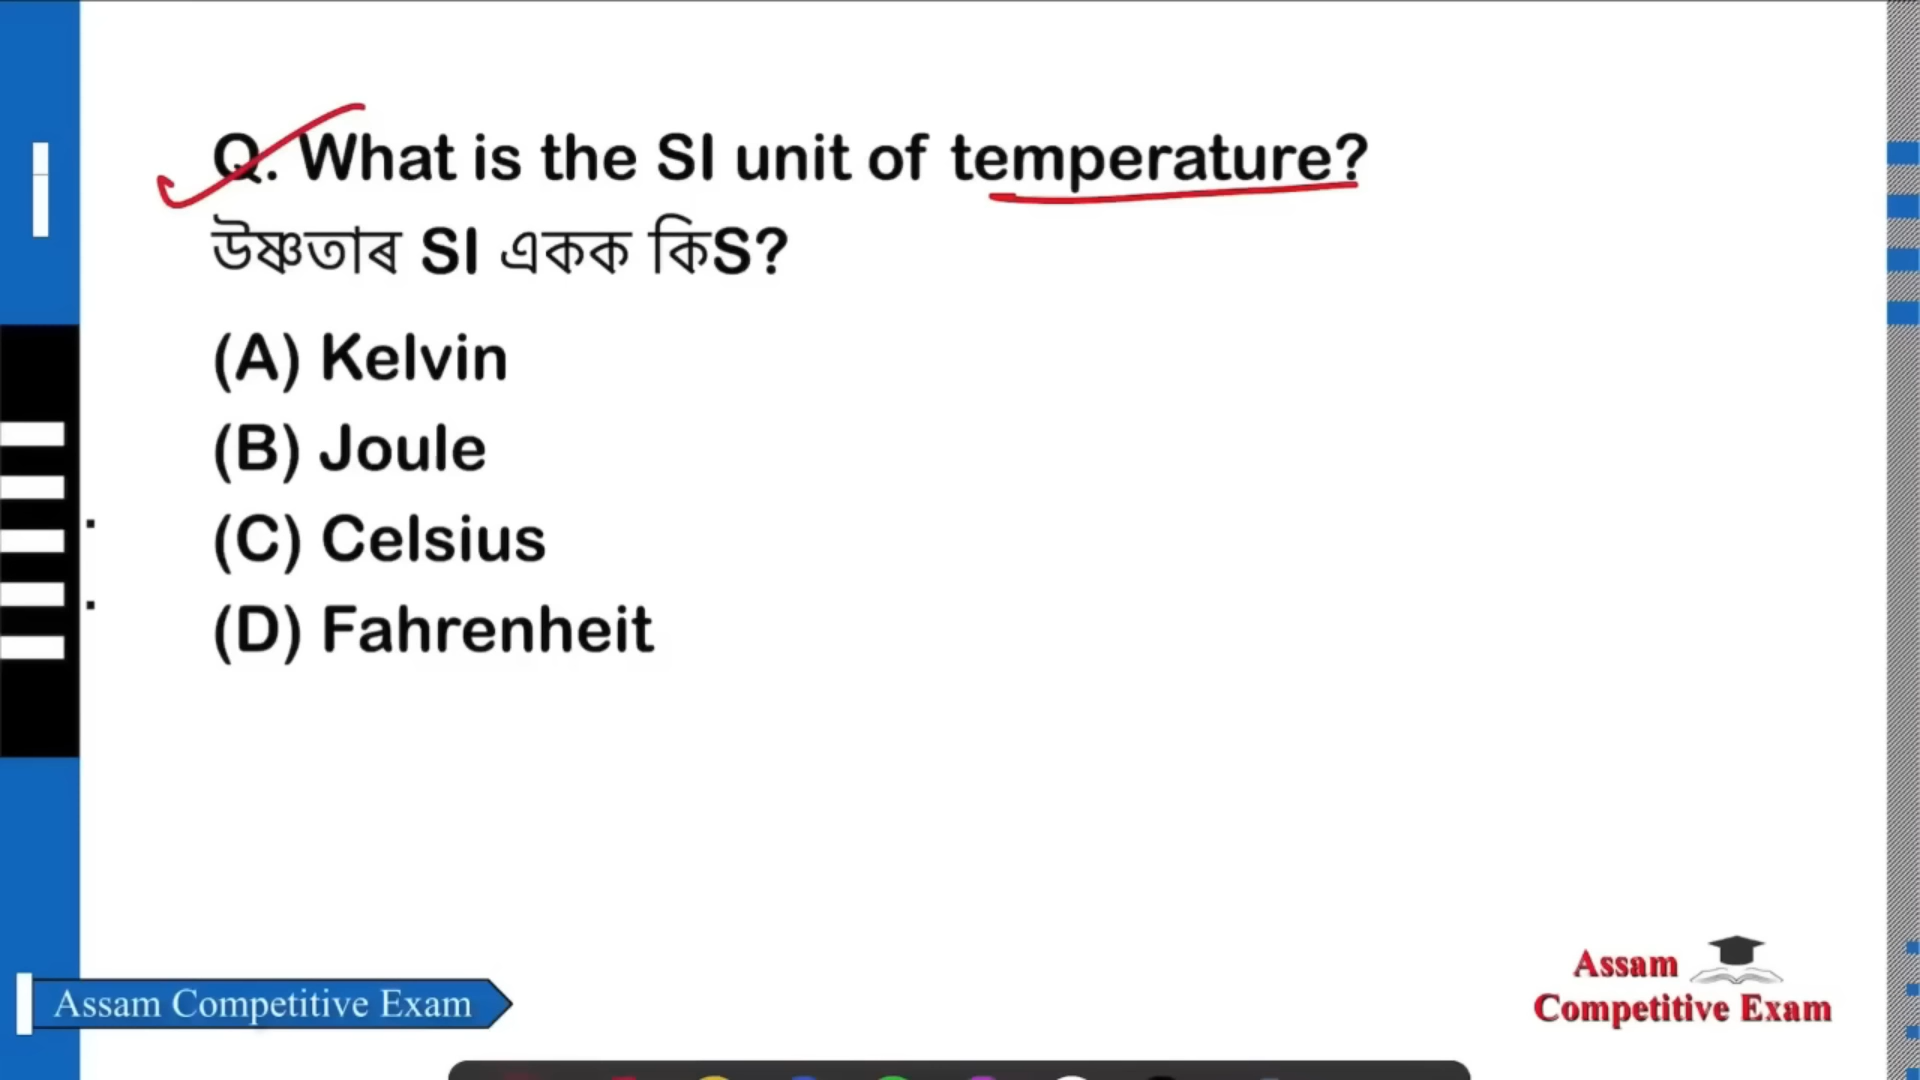 Q. What is the SI unit of temperature?
উষ্ণতাৰ SI একক কিS?
(A) Kelvin
(B) Joule
(C) Celsius
(D) Fahrenheit
Assam Competitive Exam
Assam
Competitive Exam